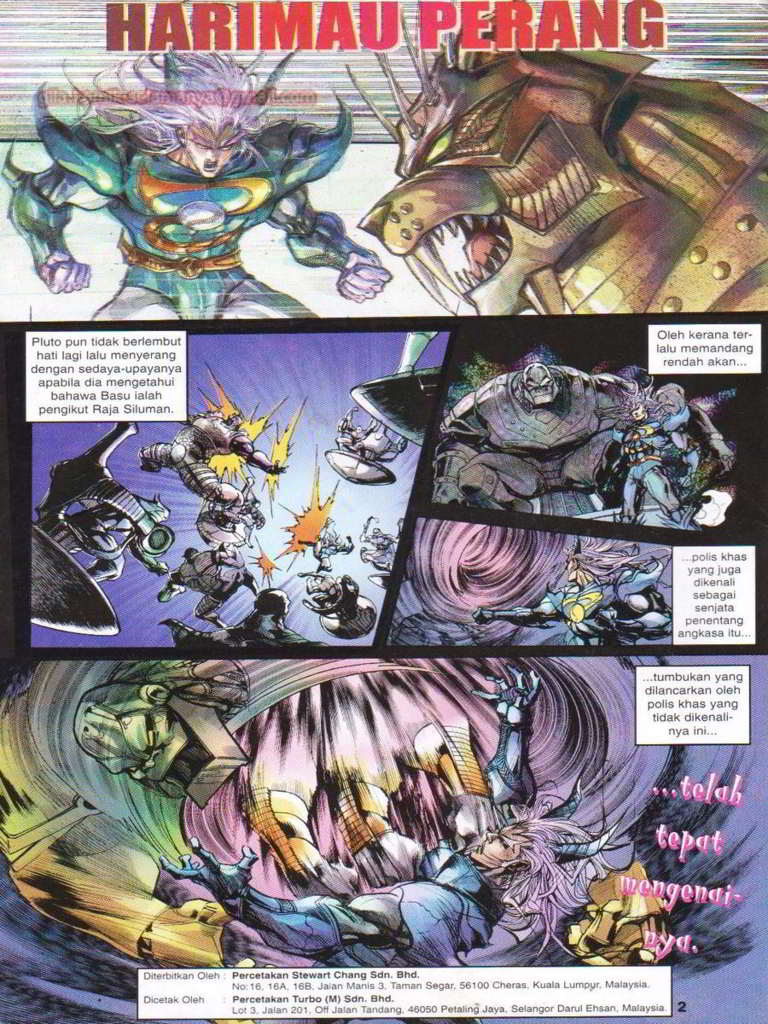 HARIMAU PERANG
Pluto pun tidak berlembut
hati lagi lalu menyerang
dengan sedaya-upayanya
apabila dia mengetahui
bahawa Basu ialah
pengikut Raja Siluman.
Oleh kerana ter-
lalu memandang
rendah akan...
...polis khas
yang juga
dikenali
sebagai
senjata
penentang
angkasa itu...
...tumbukan yang
dilancarkan oleh
polis khas yang
tidak dikenali-
nya ini...
...telah
tepat
mengenai-
nya.
Diterbitkan Oleh : Percetakan Stewart Chang Sdn. Bhd.
No:16, 16A, 16B, Jalan Manis 3, Taman Segar, 56100 Cheras, Kuala Lumpur, Malaysia.
Dicetak Oleh : Percetakan Turbo (M) Sdn. Bhd.
Lot 3, Jalan 201, Off Jalan Tandang, 46050 Petaling Jaya, Selangor Darul Ehsan, Malaysia.
2